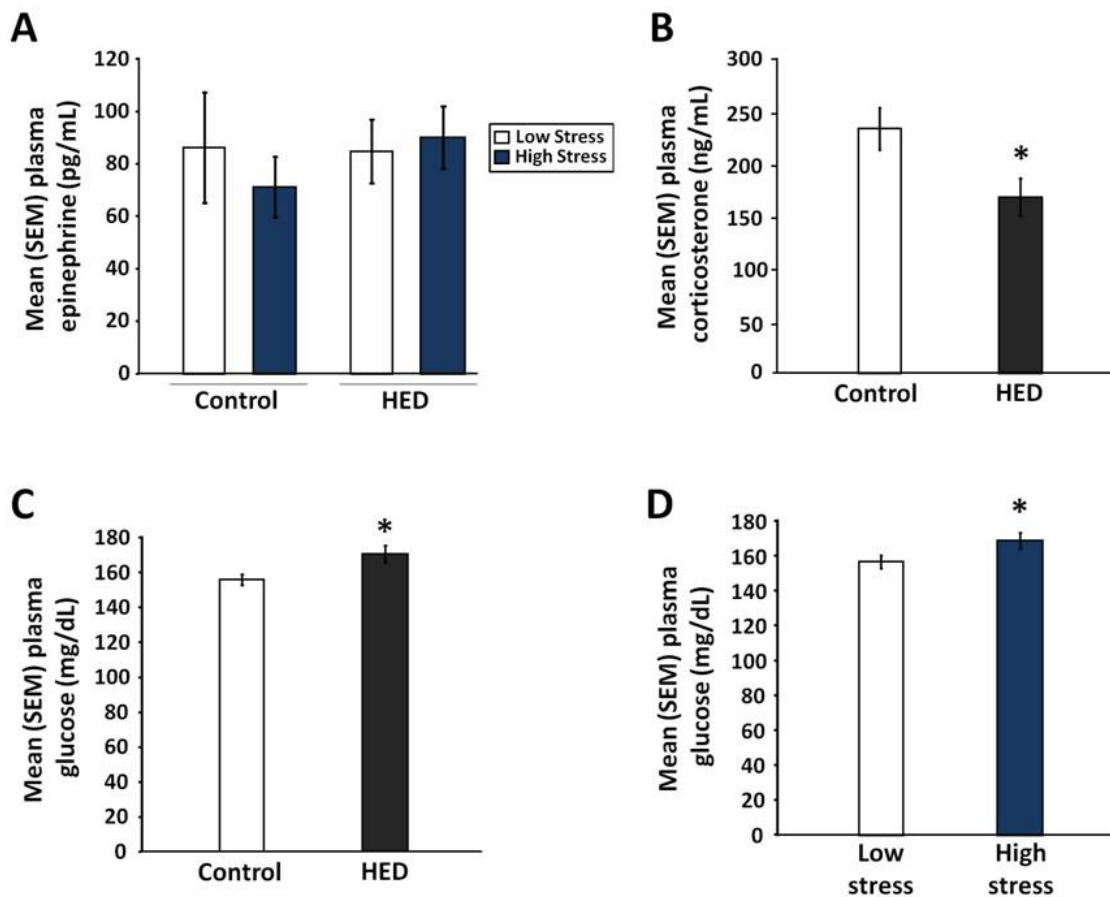 A
Mean (SEM) plasma
epinephrine (pg/mL)
120
100
80
60
40
20
0
Control
HED
Low Stress
High Stress
B
Mean (SEM) plasma
corticosterone (ng/mL)
300
250
200
150
100
50
0
*
Control
HED
C
Mean (SEM) plasma
glucose (mg/dL)
180
160
140
120
100
80
60
40
20
0
*
Control
HED
D
Mean (SEM) plasma
glucose (mg/dL)
180
160
140
120
100
80
60
40
20
0
*
Low
stress
High
stress